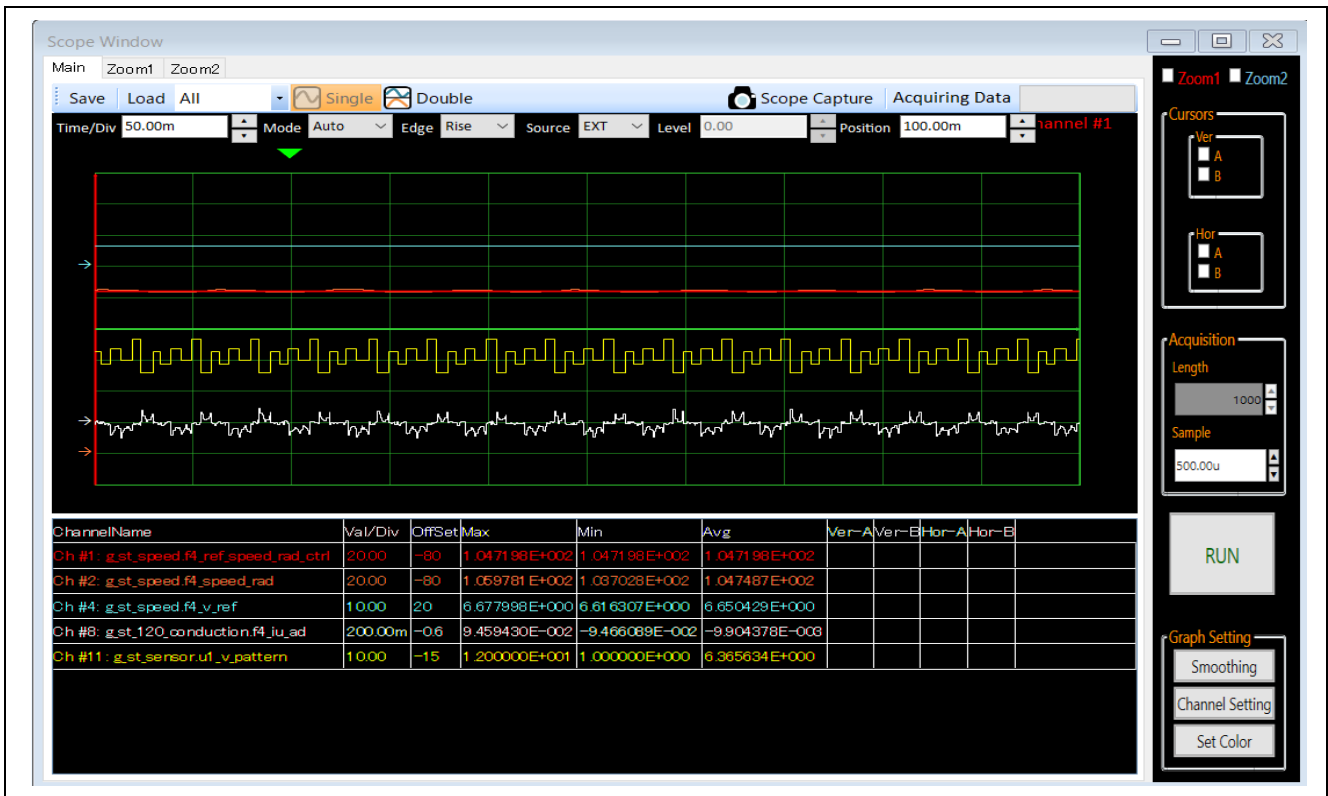 Scope Window
Main Zoom1 Zoom2
Save Load All Single Double Scope Capture Acquiring Data
Time/Div 50.00m Mode Auto Edge Rise Source EXT Level 0.00 Position 100.00m hannel #1
ChannelName Val/Div OffSet Max Min Avg Ver-A Ver-B Hor-A Hor-B
Ch #1: g_st_speed.f4_ref_speed_rad_ctrl 20.00 -80 1.047198E+002 1.047198E+002 1.047198E+002
Ch #2: g_st_speed.f4_speed_rad 20.00 -80 1.059781E+002 1.037028E+002 1.047487E+002
Ch #4: g_st_speed.f4_v_ref 10.00 20 6.677998E+000 6.616307E+000 6.650429E+000
Ch #8: g_st_120_conduction.f4_iu_ad 200.00m -0.6 9.459430E-002 -9.466089E-002 -9.904378E-003
Ch #11: g_st_sensor.u1_v_pattern 10.00 -15 1.200000E+001 1.000000E+000 6.365634E+000
Zoom1 Zoom2
Cursors
Ver
A
B
Hor
A
B
Acquisition
Length
1000
Sample
500.00u
RUN
Graph Setting
Smoothing
Channel Setting
Set Color